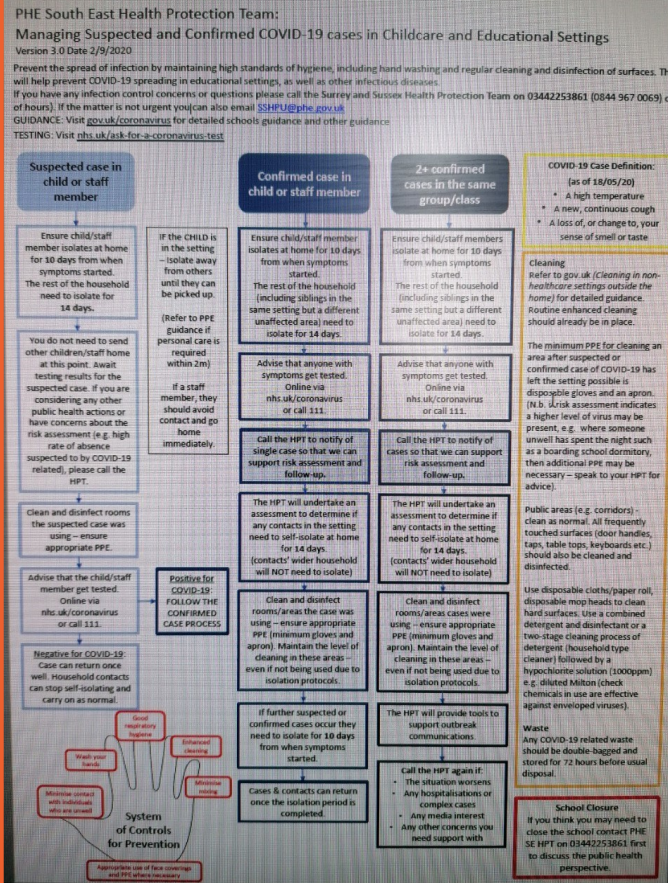 PHE South East Health Protection Team:
Managing Suspected and Confirmed COVID-19 cases in Childcare and Educational Settings
Version 3.0 Date 2/9/2020
Prevent the spread of infection by maintaining high standards of hygiene, including hand washing and regular cleaning and disinfection of surfaces.
will help prevent COVID-19 spreading in educational settings, as well as other infectious diseases.
If you have any infection control concerns or questions please call the Surrey and Sussex Health Protection Team on 03442253861 (0844 967 0069)
of hours). If the matter is not urgent you can also email SSHPU@phe.gov.uk
GUIDANCE: Visit gov.uk/coronavirus for detailed schools guidance and other guidance
TESTING: Visit nhs.uk/ask-for-a-coronavirus-test
Suspected case in
child or staff
member
Ensure child/staff
member isolates at home
for 10 days from when
symptoms started.
The rest of the household
need to isolate for
14 days.
You do not need to send
other children/staff home
at this point. Await
testing results for the
suspected case. If you are
considering any other
public health actions or
have concerns about the
risk assessment (e.g. high
rate of absence
suspected to by COVID-19
related), please call the
HPT.
Clean and disinfect rooms
the suspected case was
using – ensure
appropriate PPE.
Advise that the child/staff
member get tested.
Online via
nhs.uk/coronavirus
or call 111.
Negative for COVID-19:
Case can return once
well. Household contacts
can stop self-isolating and
carry on as normal.
IF the CHILD is
in the setting
– isolate away
from others
until they can
be picked up.
(Refer to PPE
guidance if
personal care is
required
within 2m)
If a staff
member, they
should avoid
contact and go
home
immediately.
Positive for
COVID-19:
FOLLOW THE
CONFIRMED
CASE PROCESS
Confirmed case in
child or staff member
Ensure child/staff member
isolates at home for 10 days
from when symptoms
started.
The rest of the household
(including siblings in the
same setting but a different
unaffected area) need to
isolate for 14 days.
Advise that anyone with
symptoms get tested.
Online via
nhs.uk/coronavirus
or call 111.
Call the HPT to notify of
single case so that we can
support risk assessment and
follow-up.
The HPT will undertake an
assessment to determine if
any contacts in the setting
need to self-isolate at home
for 14 days.
(contacts' wider household
will NOT need to isolate)
Clean and disinfect
rooms/areas the case was
using – ensure appropriate
PPE (minimum gloves and
apron). Maintain the level of
cleaning in these areas –
even if not being used due to
isolation protocols.
If further suspected or
confirmed cases occur they
need to isolate for 10 days
from when symptoms
started.
Cases & contacts can return
once the isolation period is
completed.
2+ confirmed
cases in the same
group/class
Ensure child/staff members
isolate at home for 10 days
from when symptoms
started.
The rest of the household
(including siblings in the
same setting but a different
unaffected area) need to
isolate for 14 days.
Advise that anyone with
symptoms get tested.
Online via
nhs.uk/coronavirus
or call 111.
Call the HPT to notify of
cases so that we can support
risk assessment and
follow-up.
The HPT will undertake an
assessment to determine if
any contacts in the setting
need to self-isolate at home
for 14 days.
(contacts' wider household
will NOT need to isolate)
Clean and disinfect
rooms/areas cases were
using – ensure appropriate
PPE (minimum gloves and
apron). Maintain the level of
cleaning in these areas –
even if not being used due to
isolation protocols.
The HPT will provide tools to
support outbreak
communications.
Call the HPT again if:
• The situation worsens
• Any hospitalisations or
complex cases
• Any media interest
• Any other concerns you
need support with
COVID-19 Case Definition:
(as of 18/05/20)
• A high temperature
• A new, continuous cough
• A loss of, or change to, your
sense of smell or taste
Cleaning
Refer to gov.uk (Cleaning in non-
healthcare settings outside the
home) for detailed guidance.
Routine enhanced cleaning
should already be in place.
The minimum PPE for cleaning an
area after suspected or
confirmed case of COVID-19 has
left the setting possible is
disposable gloves and an apron.
(N.b. if risk assessment indicates
a higher level of virus may be
present, e.g. where someone
unwell has spent the night such
as a boarding school dormitory,
then additional PPE may be
necessary – speak to your HPT for
advice).
Public areas (e.g. corridors) -
clean as normal. All frequently
touched surfaces (door handles,
taps, table tops, keyboards etc.)
should also be cleaned and
disinfected.
Use disposable cloths/paper roll,
disposable mop heads to clean
hard surfaces. Use a combined
detergent and disinfectant or a
two-stage cleaning process of
detergent (household type
cleaner) followed by a
hypochlorite solution (1000ppm)
e.g. diluted Milton (check
chemicals in use are effective
against enveloped viruses).
Waste
Any COVID-19 related waste
should be double-bagged and
stored for 72 hours before usual
disposal.
School Closure
If you think you may need to
close the school contact PHE
SE HPT on 03442253861 first
to discuss the public health
perspective.
Good
respiratory
hygiene
Enhanced
cleaning
Wash your
hands
Minimise
mixing
Minimise contact
with individuals
who are unwell
System
of Controls
for Prevention
Appropriate use of face coverings
and PPE where necessary